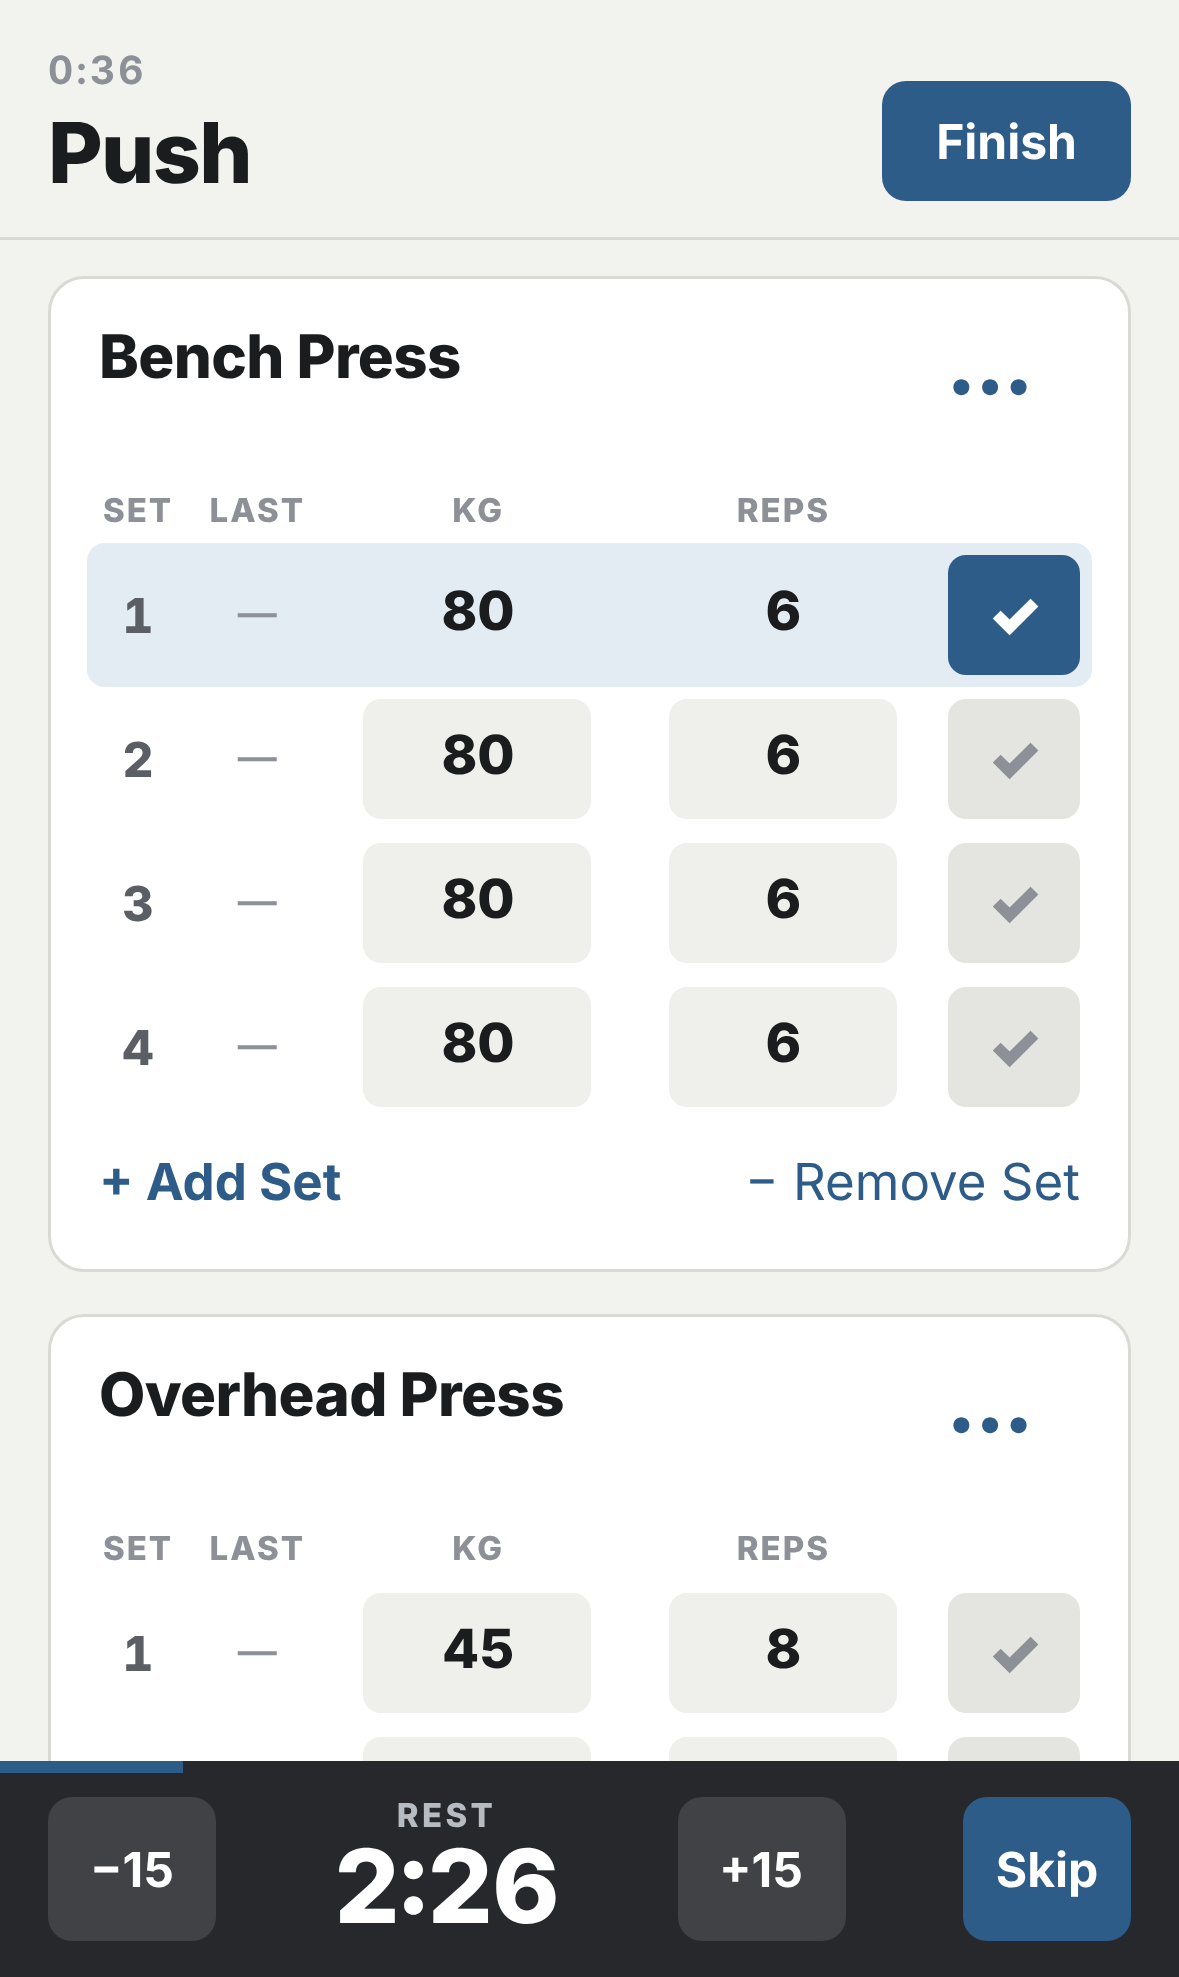 0:36
Push
Finish
Bench Press
SET LAST KG REPS
1 — 80 6
2 — 80 6
3 — 80 6
4 — 80 6
+ Add Set
− Remove Set
Overhead Press
SET LAST KG REPS
1 — 45 8
−15
REST
2:26
+15
Skip